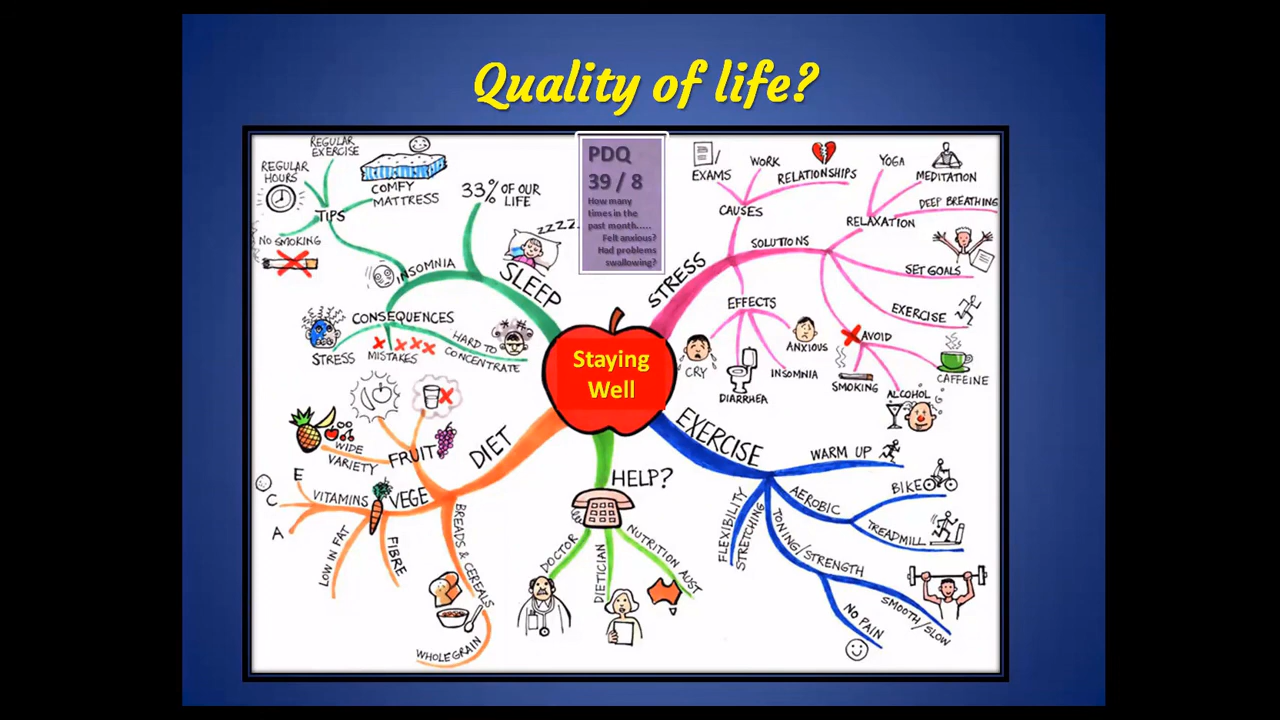 Quality of life?
PDQ
39 / 8
How many
times in the
past month.....
Felt anxious?
Had problems
swallowing?
REGULAR
EXERCISE
REGULAR
HOURS
COMFY
MATTRESS
TIPS
NO SMOKING
33% OF OUR
LIFE
zzzz.
INSOMNIA
SLEEP
CONSEQUENCES
STRESS
MISTAKES
HARD TO
CONCENTRATE
STRESS
EXAMS
WORK
RELATIONSHIPS
CAUSES
YOGA
MEDITATION
DEEP BREATHING
RELAXATION
SOLUTIONS
SET GOALS
EXERCISE
AVOID
SMOKING
ALCOHOL
CAFFEINE
EFFECTS
CRY
DIARRHEA
INSOMNIA
ANXIOUS
Staying
Well
DIET
FRUIT
WIDE
VARIETY
VEGE
VITAMINS
E
C
A
LOW IN FAT
FIBRE
BREADS & CEREALS
WHOLEGRAIN
HELP?
DOCTOR
DIETICIAN
NUTRITION AUST
EXERCISE
WARM UP
AEROBIC
BIKE
TREADMILL
TONING/STRENGTH
SMOOTH/SLOW
NO PAIN
FLEXIBILITY
STRETCHING